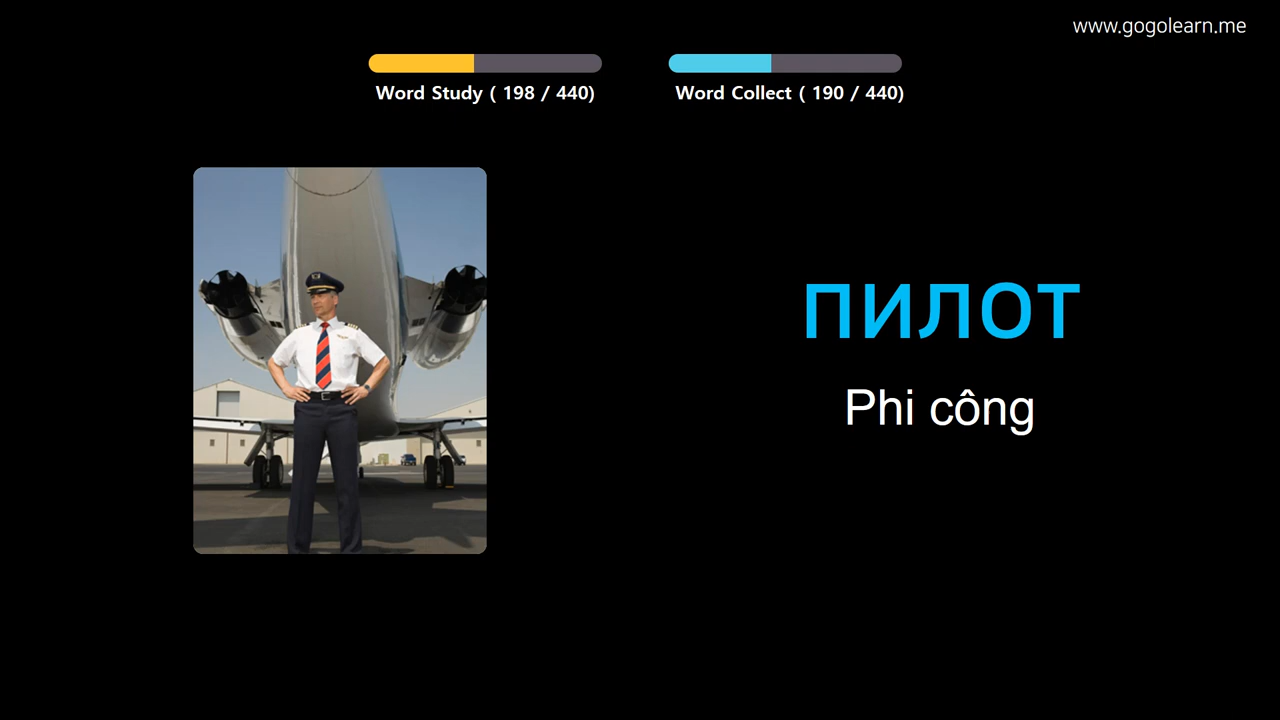 www.gogolearn.me
Word Study ( 198 / 440)
Word Collect ( 190 / 440)
пилот
Phi công